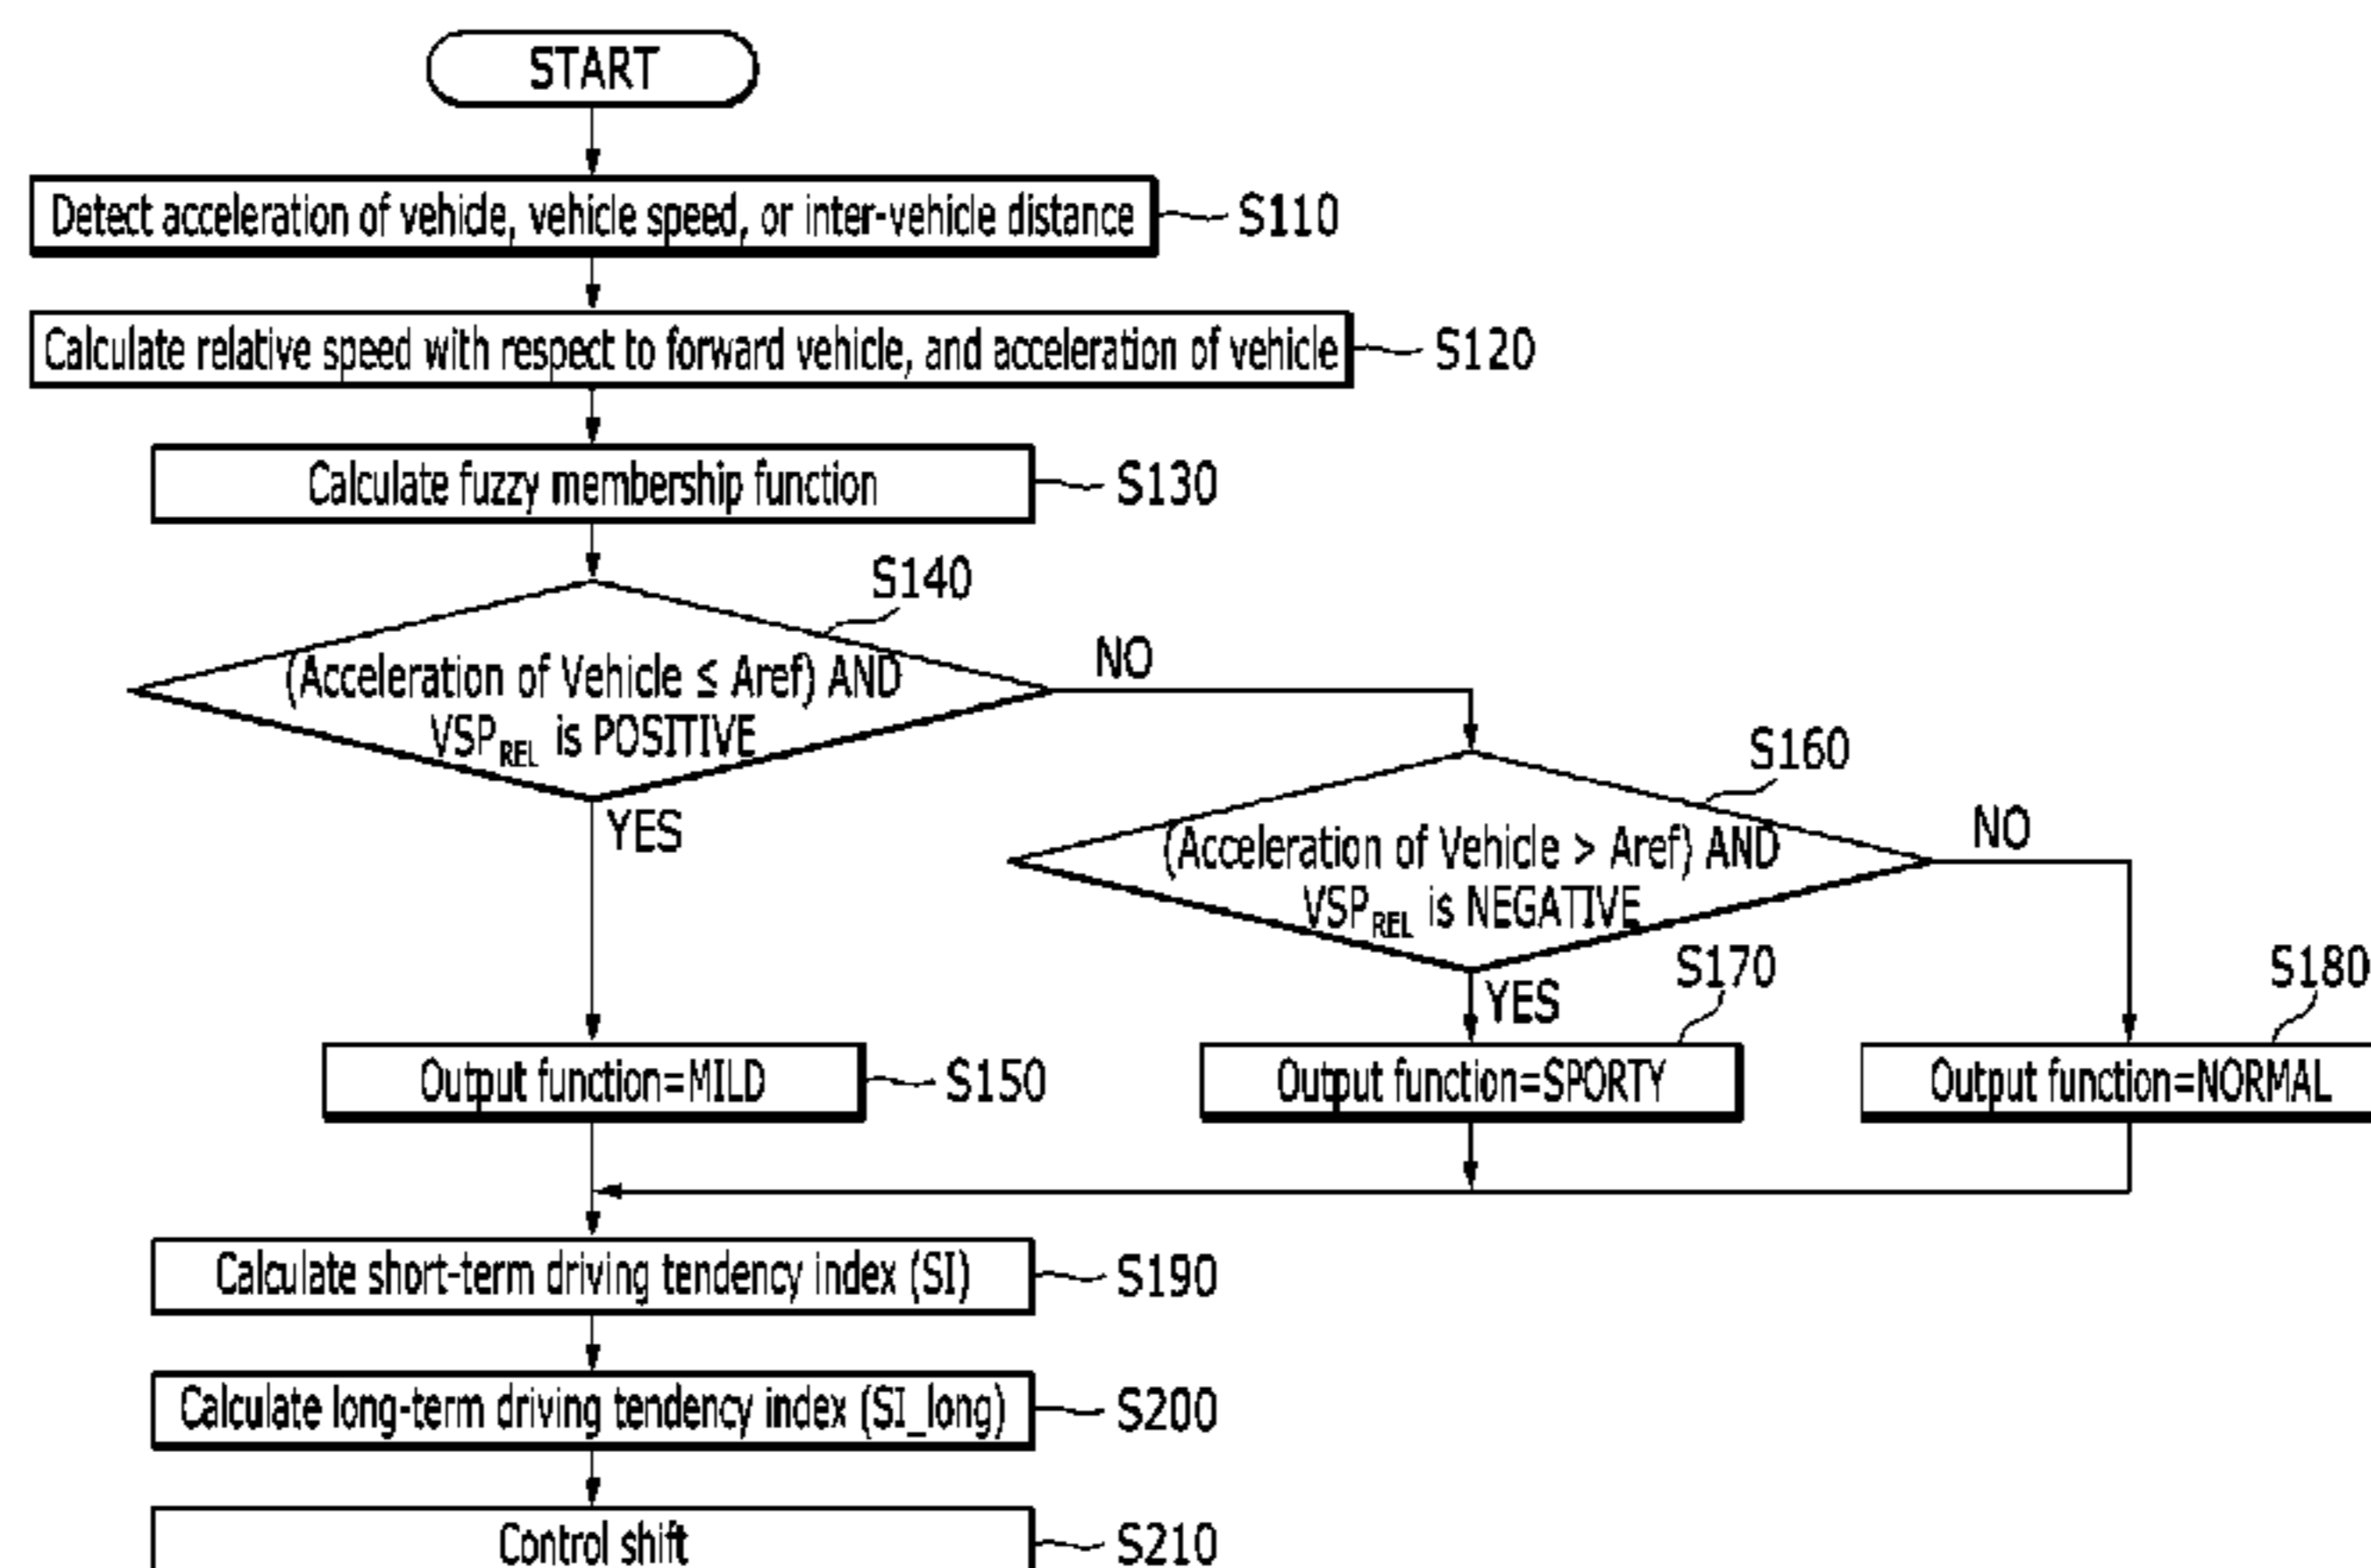 START
Detect acceleration of vehicle, vehicle speed, or inter-vehicle distance
S110
Calculate relative speed with respect to forward vehicle, and acceleration of vehicle
S120
Calculate fuzzy membership function
S130
S140
(Acceleration of Vehicle ≤ Aref) AND
VSPREL is POSITIVE
NO
YES
S160
(Acceleration of Vehicle > Aref) AND
VSPREL is NEGATIVE
NO
YES
S170
S180
Output function=MILD
S150
Output function=SPORTY
Output function=NORMAL
Calculate short-term driving tendency index (SI)
S190
Calculate long-term driving tendency index (SI_long)
S200
Control shift
S210